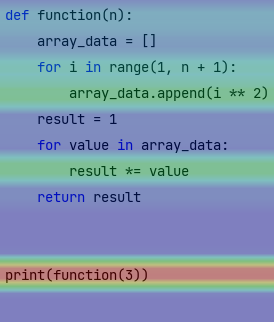 def function(n):
    array_data = []
    for i in range(1, n + 1):
        array_data.append(i ** 2)
    result = 1
    for value in array_data:
        result *= value
    return result
print(function(3))